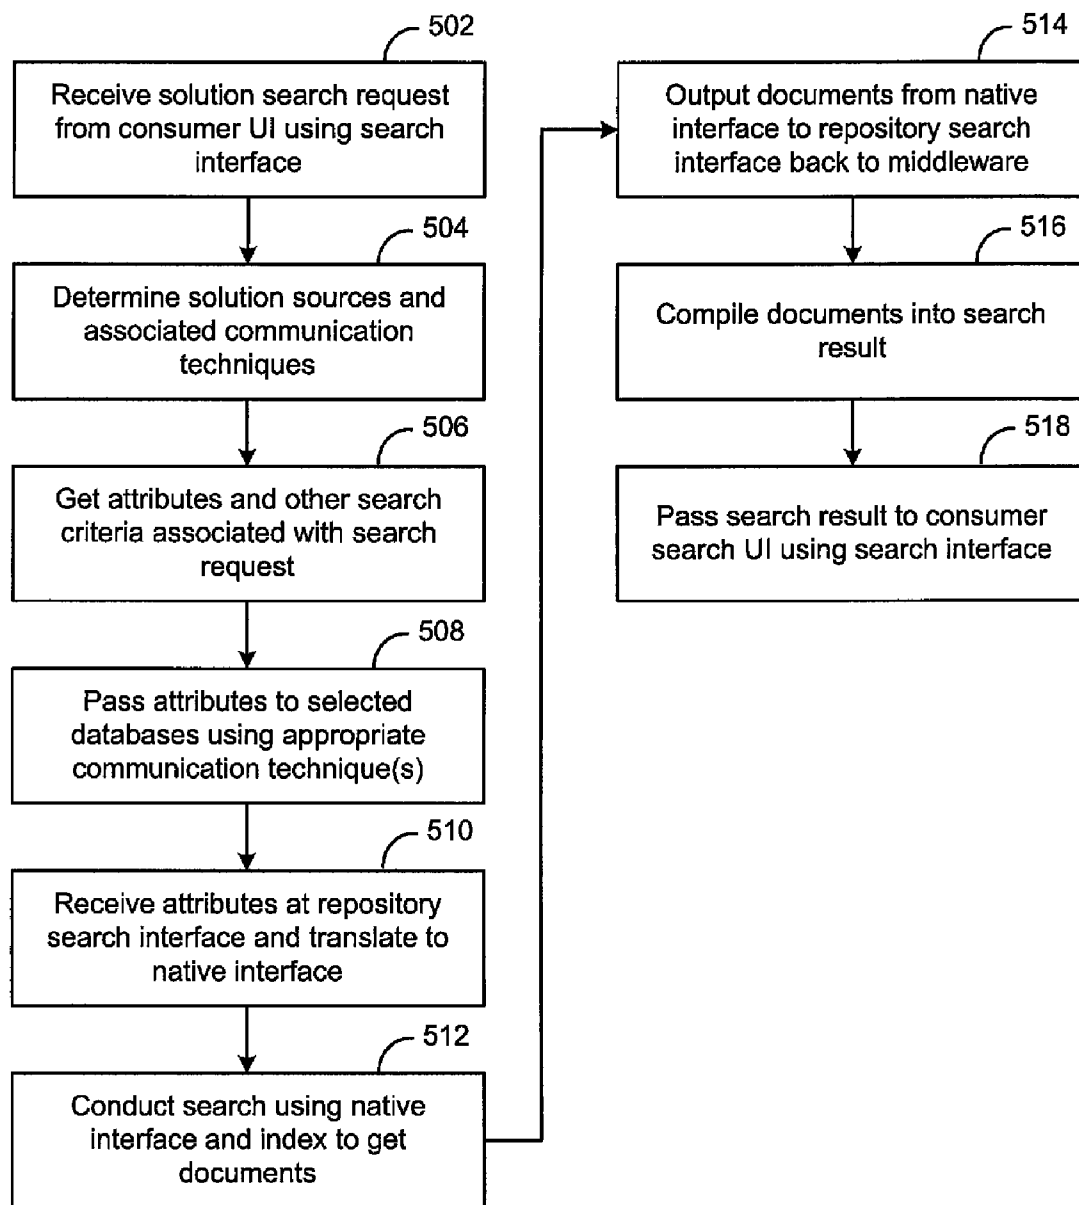 502
Receive solution search request
from consumer UI using search
interface
504
Determine solution sources and
associated communication
techniques
506
Get attributes and other search
criteria associated with search
request
508
Pass attributes to selected
databases using appropriate
communication technique(s)
510
Receive attributes at repository
search interface and translate to
native interface
512
Conduct search using native
interface and index to get
documents
514
Output documents from native
interface to repository search
interface back to middleware
516
Compile documents into search
result
518
Pass search result to consumer
search UI using search interface